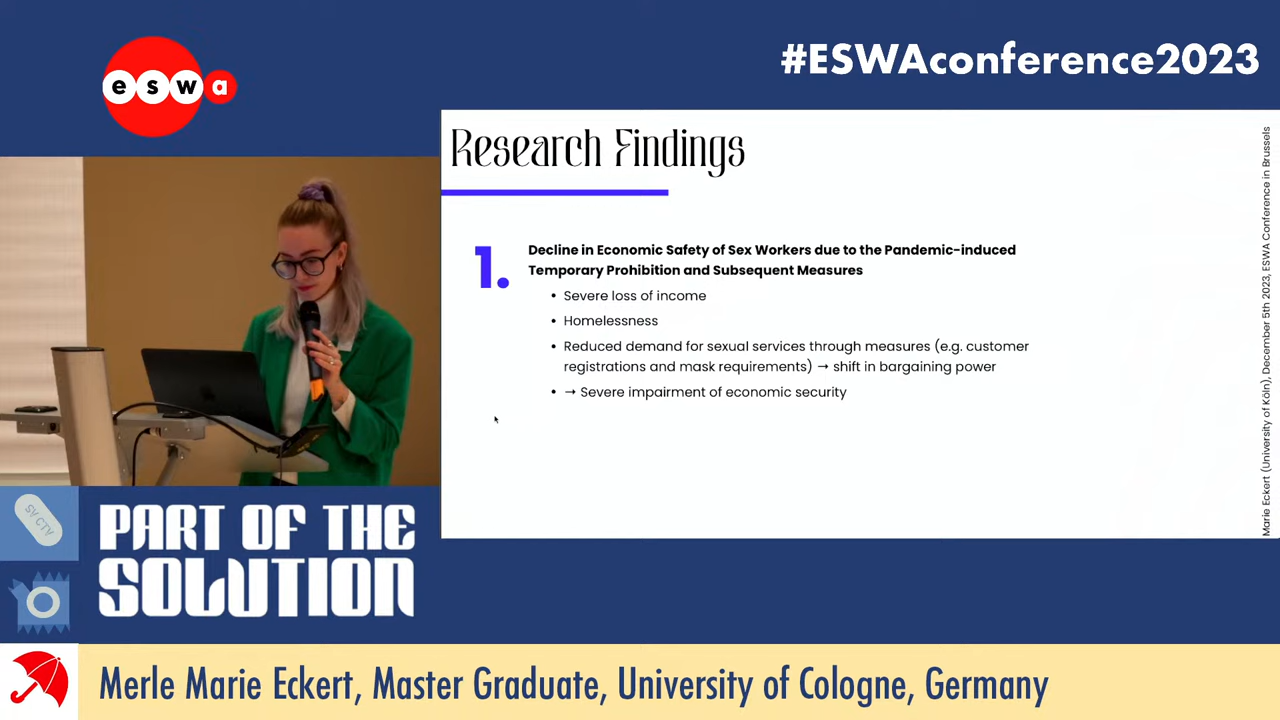 eswa
#ESWAconference2023
Research Findings
1.
Decline in Economic Safety of Sex Workers due to the Pandemic-induced
Temporary Prohibition and Subsequent Measures
• Severe loss of income
• Homelessness
• Reduced demand for sexual services through measures (e.g. customer
registrations and mask requirements) → shift in bargaining power
• → Severe impairment of economic security
Marie Eckert (University of Köln), December 5th 2023, ESWA Conference in Brussels
PART OF THE
SOLUTION
Merle Marie Eckert, Master Graduate, University of Cologne, Germany